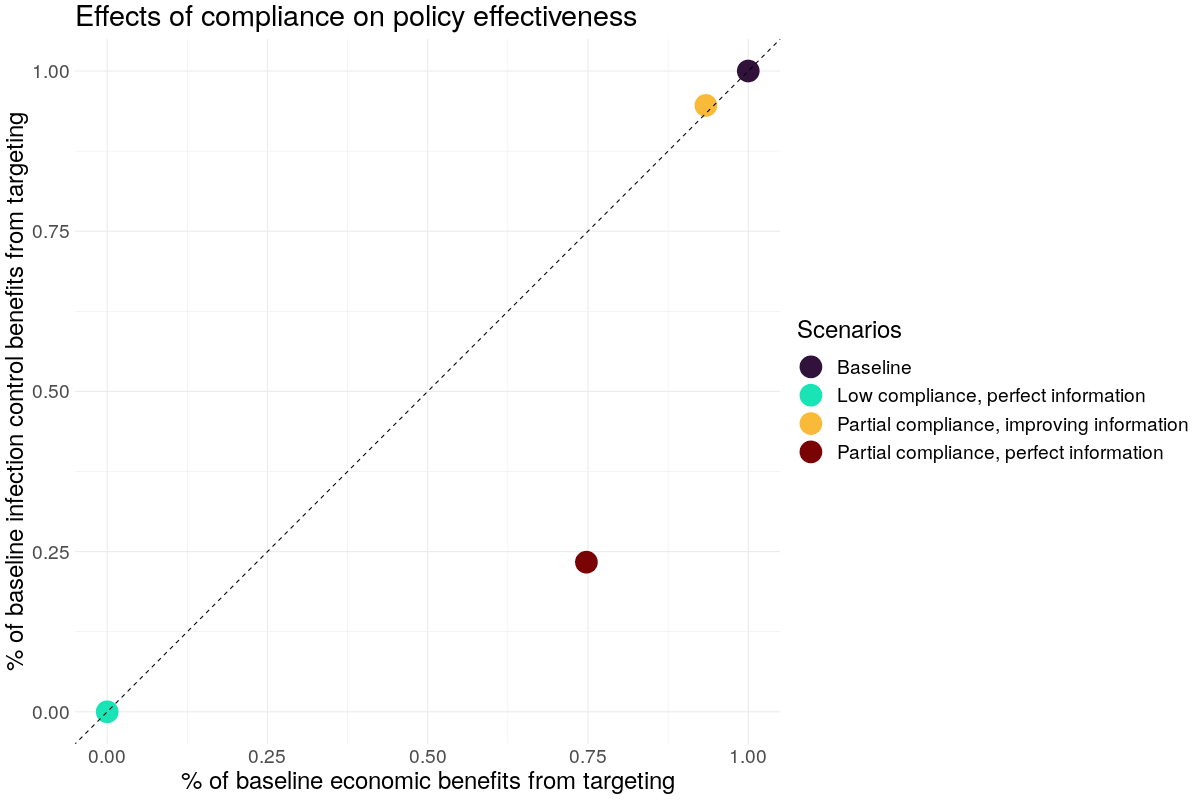 Effects of compliance on policy effectiveness
% of baseline infection control benefits from targeting
1.00
0.75
0.50
0.25
0.00
0.00 0.25 0.50 0.75 1.00
% of baseline economic benefits from targeting
Scenarios
Baseline
Low compliance, perfect information
Partial compliance, improving information
Partial compliance, perfect information